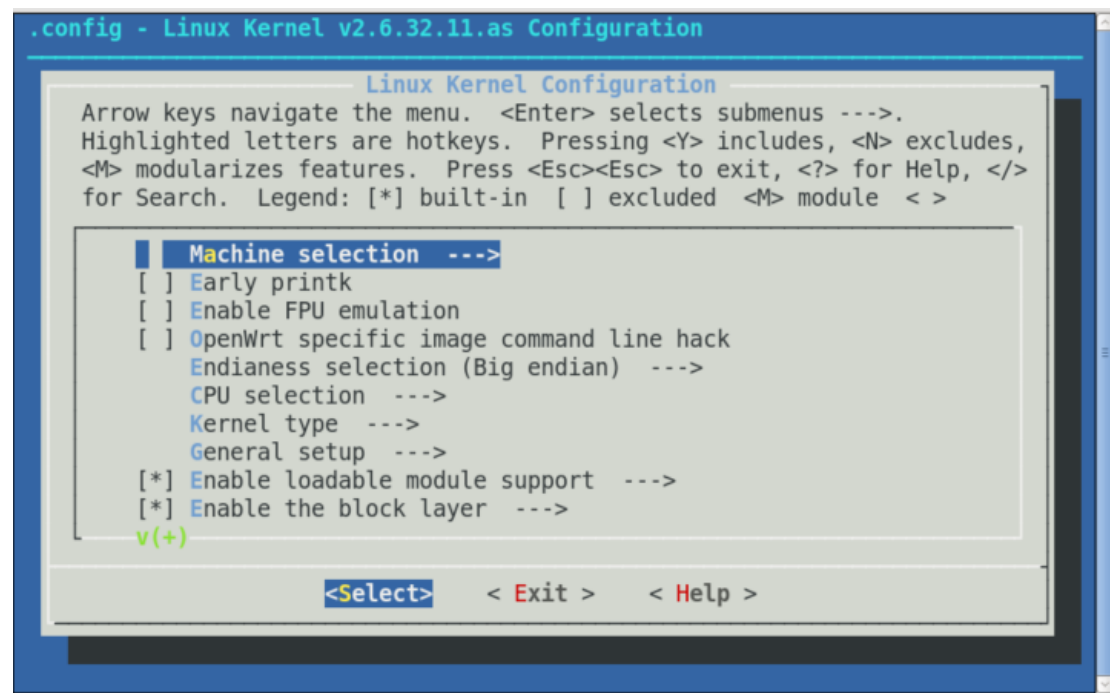 .config - Linux Kernel v2.6.32.11.as Configuration
Linux Kernel Configuration
Arrow keys navigate the menu.  <Enter> selects submenus --->.
Highlighted letters are hotkeys.  Pressing <Y> includes, <N> excludes,
<M> modularizes features.  Press <Esc><Esc> to exit, <?> for Help, </>
for Search.  Legend: [*] built-in  [ ] excluded  <M> module  < >
Machine selection  --->
[ ] Early printk
[ ] Enable FPU emulation
[ ] OpenWrt specific image command line hack
Endianess selection (Big endian)  --->
CPU selection  --->
Kernel type  --->
General setup  --->
[*] Enable loadable module support  --->
[*] Enable the block layer  --->
v(+)
<Select>    < Exit >    < Help >